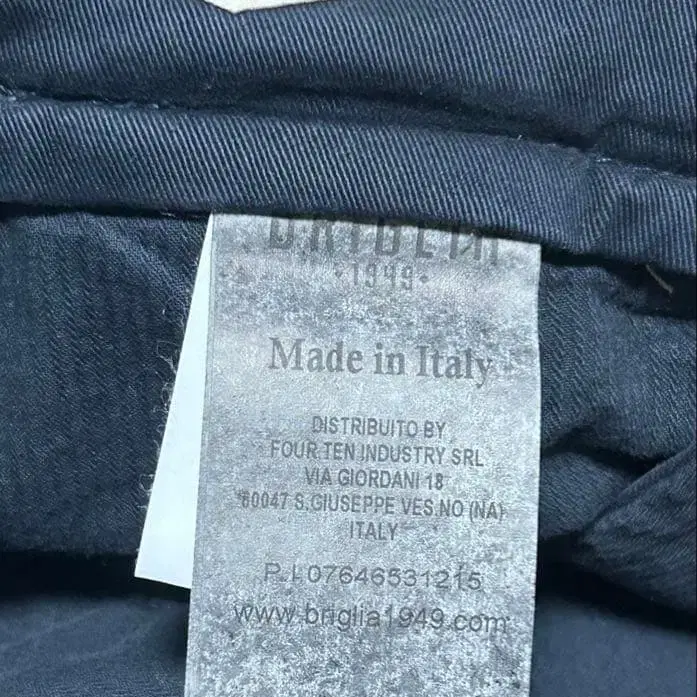 BRIGLIA
·1949·
Made in Italy
DISTRIBUITO BY
FOUR TEN INDUSTRY SRL
VIA GIORDANI 18
80047 S.GIUSEPPE VES.NO (NA)
ITALY
P.I.07646531215
www.briglia1949.com